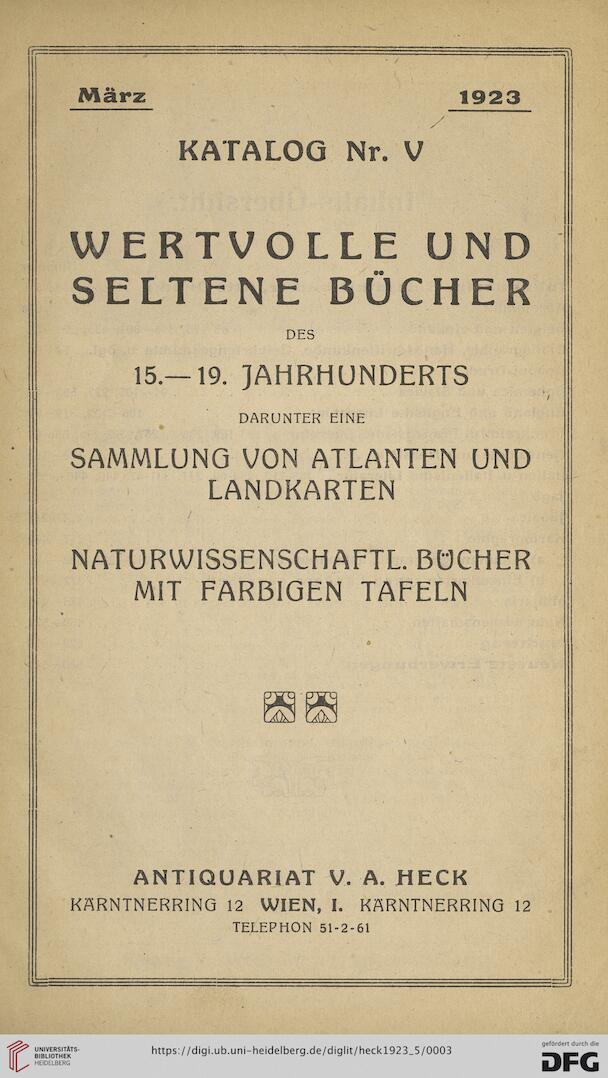 März 1923
KATALOG Nr. V
WERTVOLLE UND
SELTENE BÜCHER
DES
15.— 19. JAHRHUNDERTS
DARUNTER EINE
SAMMLUNG VON ATLANTEN UND
LANDKARTEN
NATURWISSENSCHAFTL. BÜCHER
MIT FARBIGEN TAFELN
ANTIQUARIAT V. A. HECK
KÄRNTNERRING 12 WIEN, I. KÄRNTNERRING 12
TELEPHON 51-2-61
UNIVERSITÄTS-
BIBLIOTHEK
HEIDELBERG
https://digi.ub.uni-heidelberg.de/diglit/heck1923_5/0003
gefördert durch die
DFG